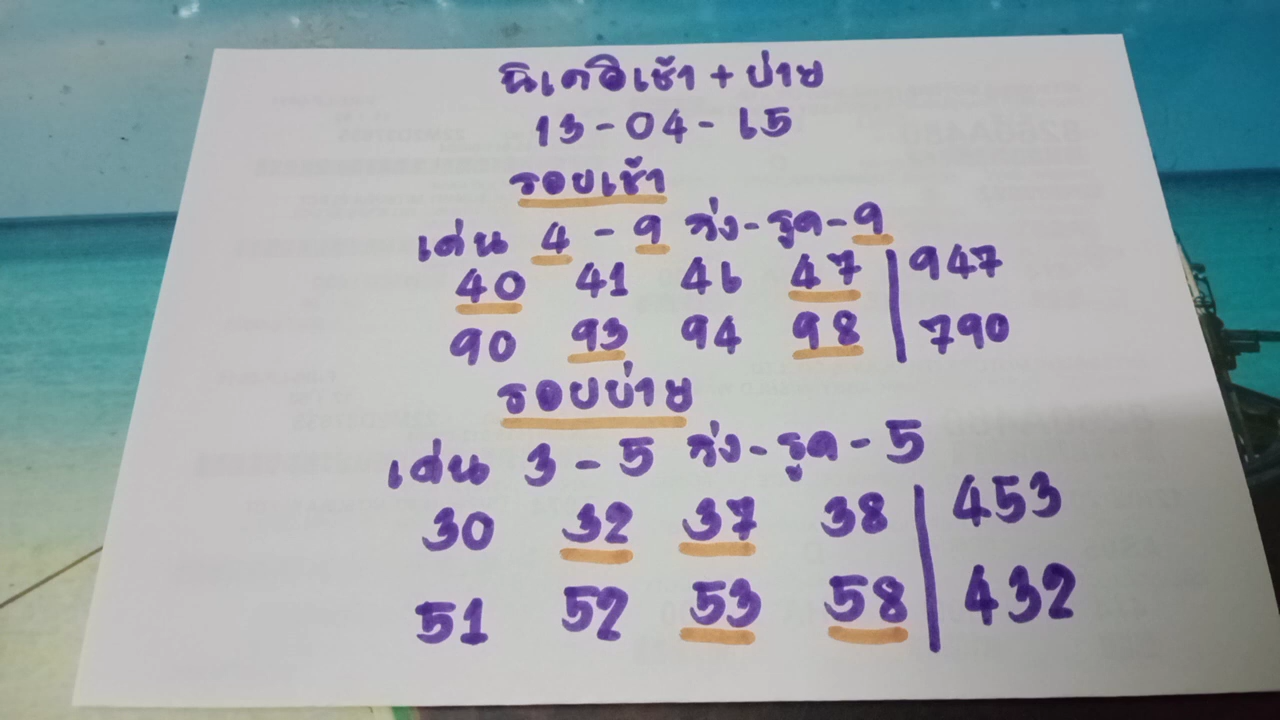 นิเคอิเช้า + บ่าย
13-04-65
รอบเช้า
เด่น 4 - 9 วิ่ง-รูด-9
40 41 46 47 | 947
90 93 94 98 | 790
รอบบ่าย
เด่น 3 - 5 วิ่ง-รูด-5
30 32 37 38 | 453
51 52 53 58 | 432